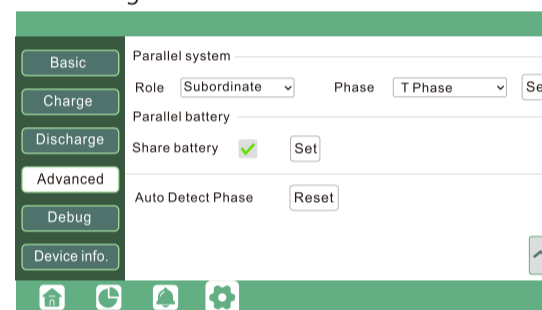 Basic
Charge
Discharge
Advanced
Debug
Device info.
Parallel system
Role Subordinate Phase T Phase
Parallel battery
Share battery Set
Auto Detect Phase Reset